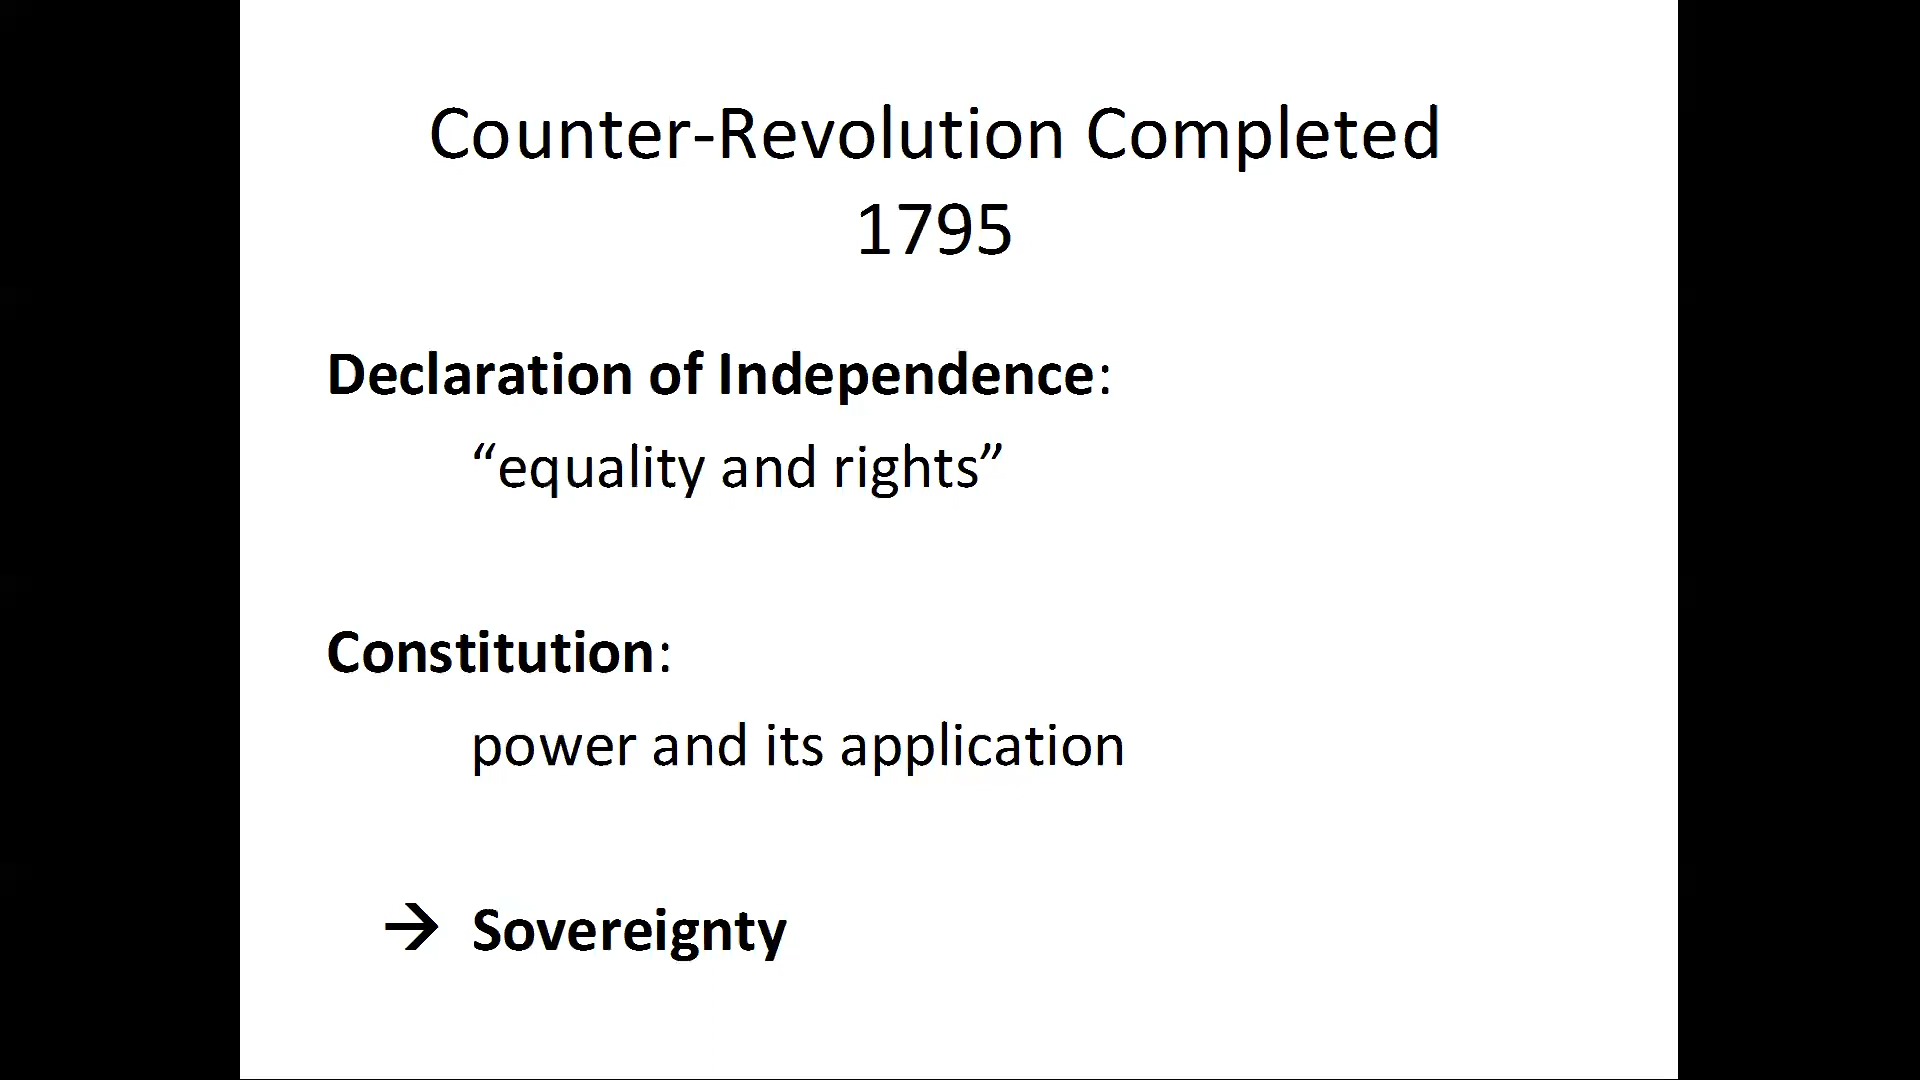 Counter-Revolution Completed
1795
Declaration of Independence:
“equality and rights”
Constitution:
power and its application
→ Sovereignty